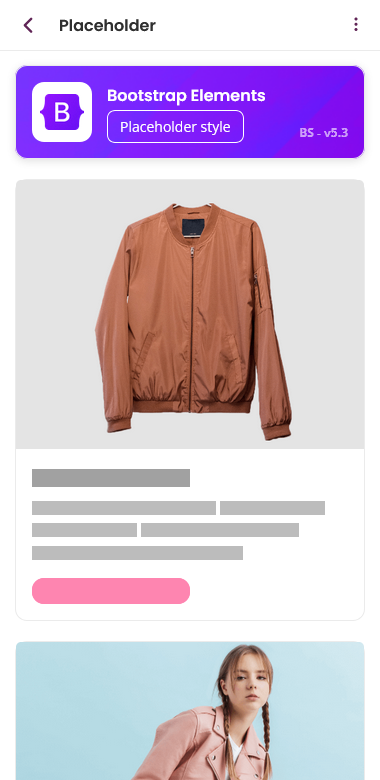 Placeholder
B
Bootstrap Elements
Placeholder style
BS - v5.3